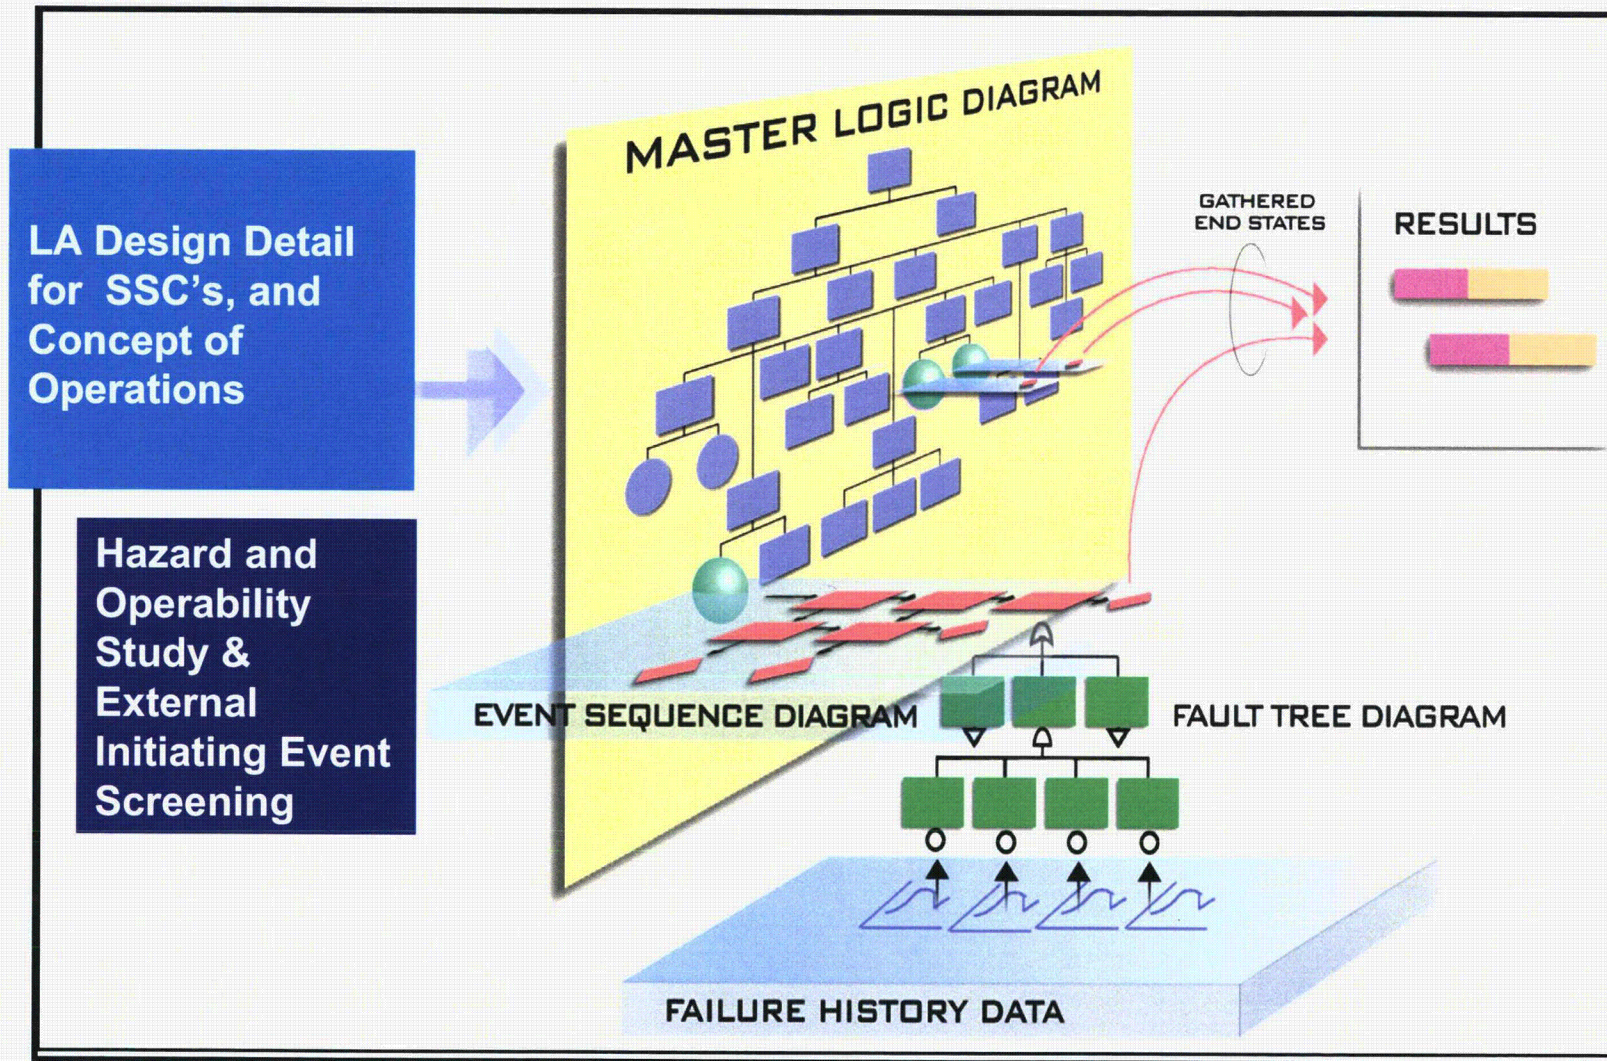 MASTER LOGIC DIAGRAM
LA Design Detail
for SSC's, and
Concept of
Operations
GATHERED
END STATES
RESULTS
Hazard and
Operability
Study &
External
Initiating Event
Screening
EVENT SEQUENCE DIAGRAM
FAULT TREE DIAGRAM
FAILURE HISTORY DATA